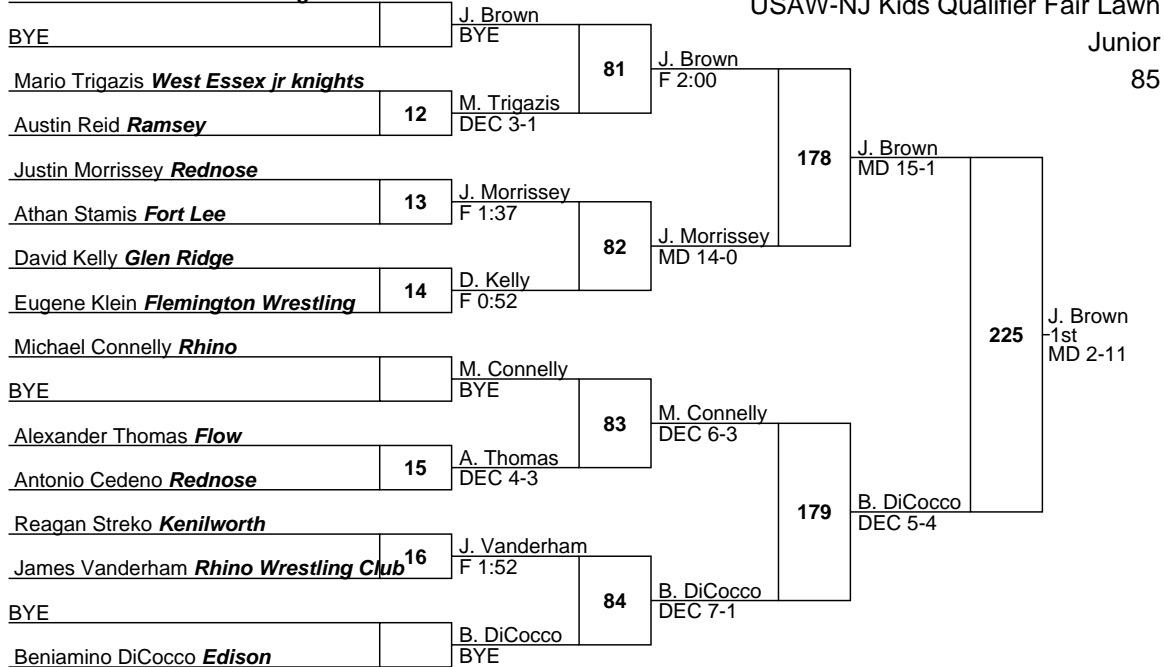 USAW-NJ Kids Qualifier Fair Lawn
Junior
85
BYE
Mario Trigazis West Essex jr knights
Austin Reid Ramsey
Justin Morrissey Rednose
Athan Stamis Fort Lee
David Kelly Glen Ridge
Eugene Klein Flemington Wrestling
Michael Connelly Rhino
BYE
Alexander Thomas Flow
Antonio Cedeno Rednose
Reagan Streko Kenilworth
James Vanderham Rhino Wrestling Club
BYE
Beniamino DiCocco Edison
12
13
14
15
16
J. Brown
BYE
M. Trigazis
DEC 3-1
J. Morrissey
F 1:37
D. Kelly
F 0:52
M. Connelly
BYE
A. Thomas
DEC 4-3
J. Vanderham
F 1:52
B. DiCocco
BYE
81
82
83
84
J. Brown
F 2:00
J. Morrissey
MD 14-0
M. Connelly
DEC 6-3
B. DiCocco
DEC 7-1
178
179
J. Brown
MD 15-1
B. DiCocco
DEC 5-4
225
J. Brown
1st
MD 2-11